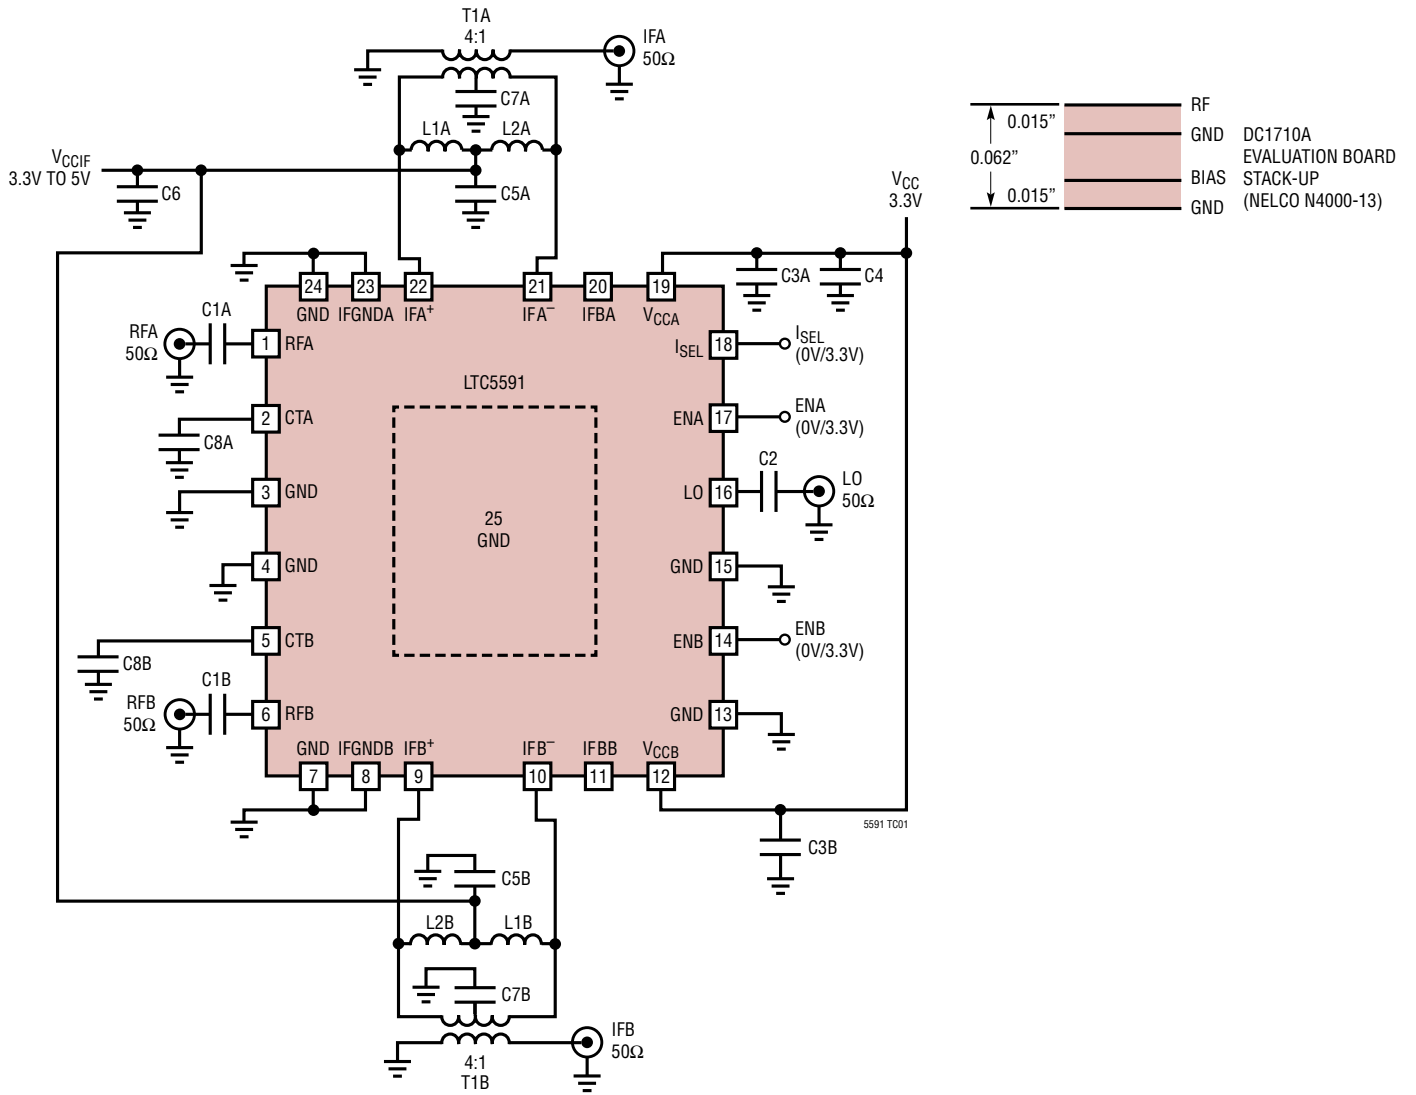 T1A
4:1
IFA
50Ω
C7A
L1A
L2A
VCCIF
3.3V TO 5V
C6
C5A
0.015”
0.062”
0.015”
RF
GND
BIAS
GND
DC1710A
EVALUATION BOARD
STACK-UP
(NELCO N4000-13)
VCC
3.3V
C3A
C4
24
23
22
21
20
19
GND
IFGNDA
IFA+
IFA–
IFBA
VCCA
RFA
50Ω
C1A
1
RFA
ISEL
18
ISEL
(0V/3.3V)
LTC5591
C8A
2
CTA
ENA
17
ENA
(0V/3.3V)
3
GND
LO
16
C2
LO
50Ω
25
GND
4
GND
GND
15
C8B
5
CTB
ENB
14
ENB
(0V/3.3V)
RFB
50Ω
C1B
6
RFB
GND
13
GND
IFGNDB
IFB+
IFB–
IFBB
VCCB
7
8
9
10
11
12
5591 TC01
C3B
C5B
L2B
L1B
C7B
4:1
T1B
IFB
50Ω